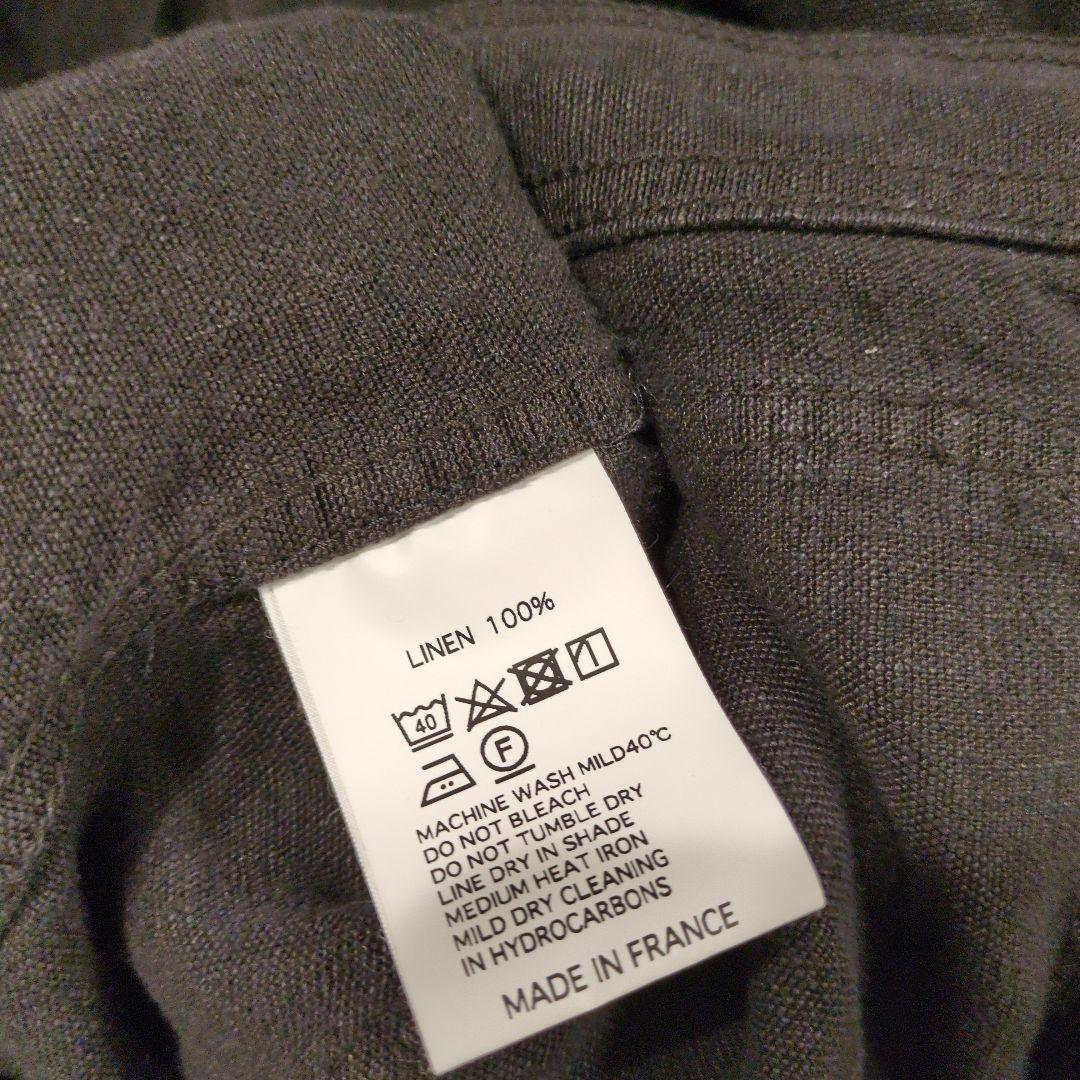 LINEN 100%
40
F
MACHINE WASH MILD40℃
DO NOT BLEACH
DO NOT TUMBLE DRY
LINE DRY IN SHADE
MEDIUM HEAT IRON
MILD DRY CLEANING
IN HYDROCARBONS
MADE IN FRANCE